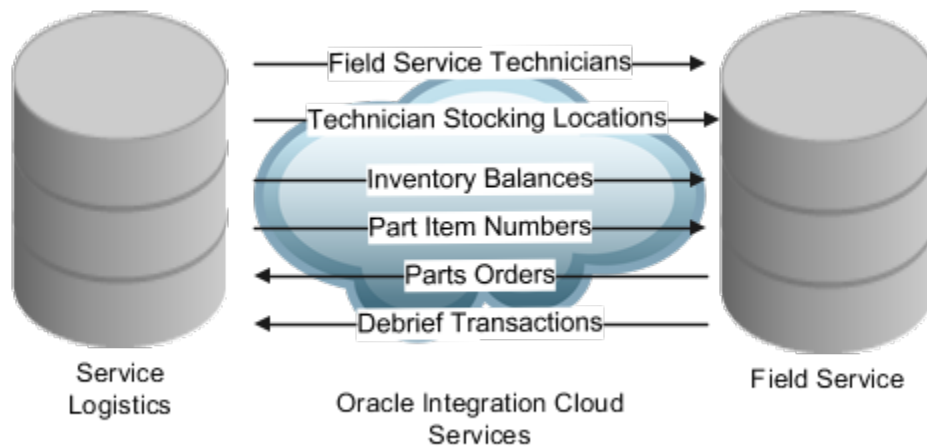 Field Service Technicians
Technician Stocking Locations
Inventory Balances
Part Item Numbers
Parts Orders
Debrief Transactions
Service
Logistics
Oracle Integration Cloud
Services
Field Service